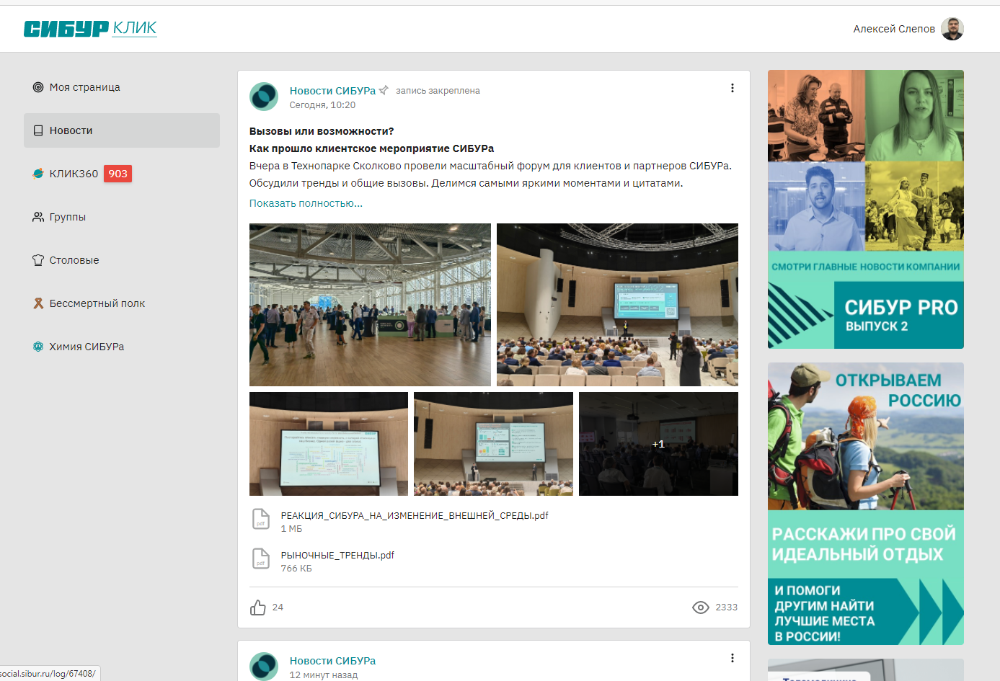 СИБУР КЛИК
Алексей Слепов
Моя страница
Новости
КЛИК360 903
Группы
Столовые
Бессмертный полк
Химия СИБУРа
Новости СИБУРа запись закреплена
Сегодня, 10:20
Вызовы или возможности?
Как прошло клиентское мероприятие СИБУРа
Вчера в Технопарке Сколково провели масштабный форум для клиентов и партнеров СИБУРа.
Обсудили тренды и общие вызовы. Делимся самыми яркими моментами и цитатами.
Показать полностью...
+1
pdf
РЕАКЦИЯ_СИБУРА_НА_ИЗМЕНЕНИЕ_ВНЕШНЕЙ_СРЕДЫ.pdf
1 МБ
pdf
РЫНОЧНЫЕ_ТРЕНДЫ.pdf
766 КБ
24
2333
Новости СИБУРа
12 минут назад
СМОТРИ ГЛАВНЫЕ НОВОСТИ КОМПАНИИ
СИБУР PRO
ВЫПУСК 2
ОТКРЫВАЕМ
РОССИЮ
РАССКАЖИ ПРО СВОЙ
ИДЕАЛЬНЫЙ ОТДЫХ
И ПОМОГИ
ДРУГИМ НАЙТИ
ЛУЧШИЕ МЕСТА
В РОССИИ!
Телемедицина
social.sibur.ru/log/67408/